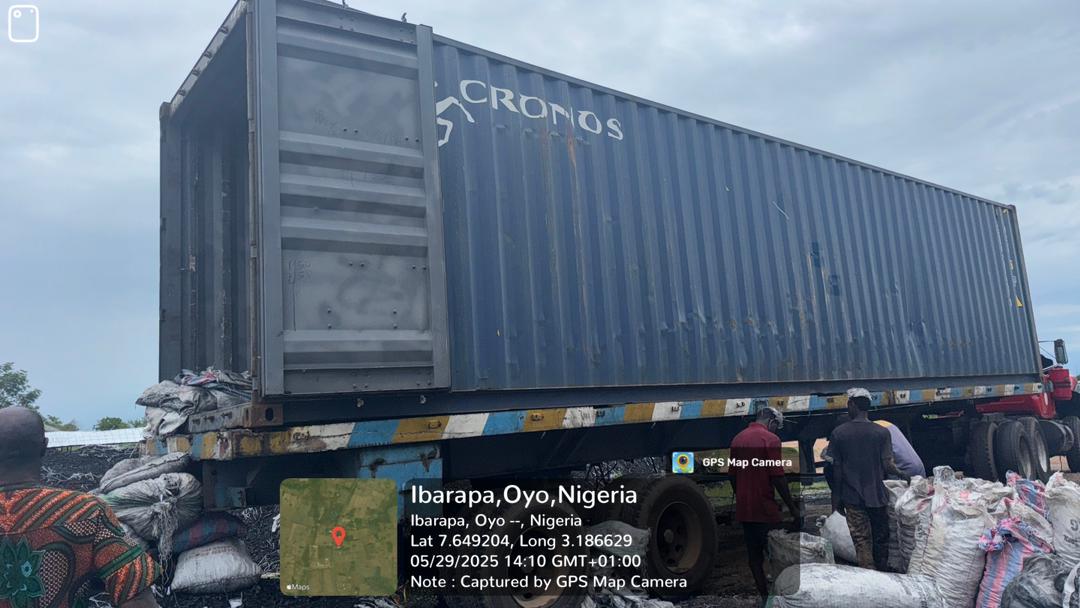 CRONOS
GPS Map Camera
Ibarapa,Oyo,Nigeria
Ibarapa, Oyo --, Nigeria
Lat 7.649204, Long 3.186629
05/29/2025 14:10 GMT+01:00
Note : Captured by GPS Map Camera
Maps